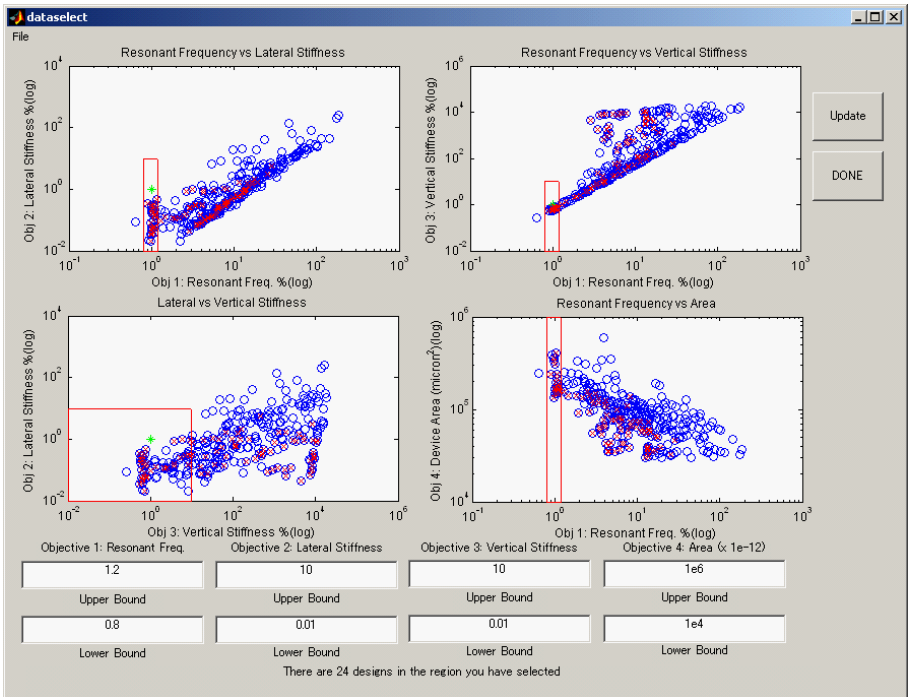 dataselect
File
Resonant Frequency vs Lateral Stiffness
Obj 2: Lateral Stiffness %(log)
10^4
10^2
10^0
10^-2
10^-1
10^0
10^1
10^2
10^3
Obj 1: Resonant Freq. %(log)
Resonant Frequency vs Vertical Stiffness
Obj 3: Vertical Stiffness %(log)
10^6
10^4
10^2
10^0
10^-2
10^-1
10^0
10^1
10^2
10^3
Obj 1: Resonant Freq. %(log)
Update
DONE
Lateral vs Vertical Stiffness
Obj 2: Lateral Stiffness %(log)
10^4
10^2
10^0
10^-2
10^-2
10^0
10^2
10^4
10^6
Obj 3: Vertical Stiffness %(log)
Resonant Frequency vs Area
Obj 4: Device Area (micron^2)(log)
10^6
10^5
10^4
10^-1
10^0
10^1
10^2
10^3
Obj 1: Resonant Freq. %(log)
Objective 1: Resonant Freq.
Objective 2: Lateral Stiffness
Objective 3: Vertical Stiffness
Objective 4: Area (x 1e-12)
1.2
10
10
1e6
Upper Bound
Upper Bound
Upper Bound
Upper Bound
0.8
0.01
0.01
1e4
Lower Bound
Lower Bound
Lower Bound
Lower Bound
There are 24 designs in the region you have selected